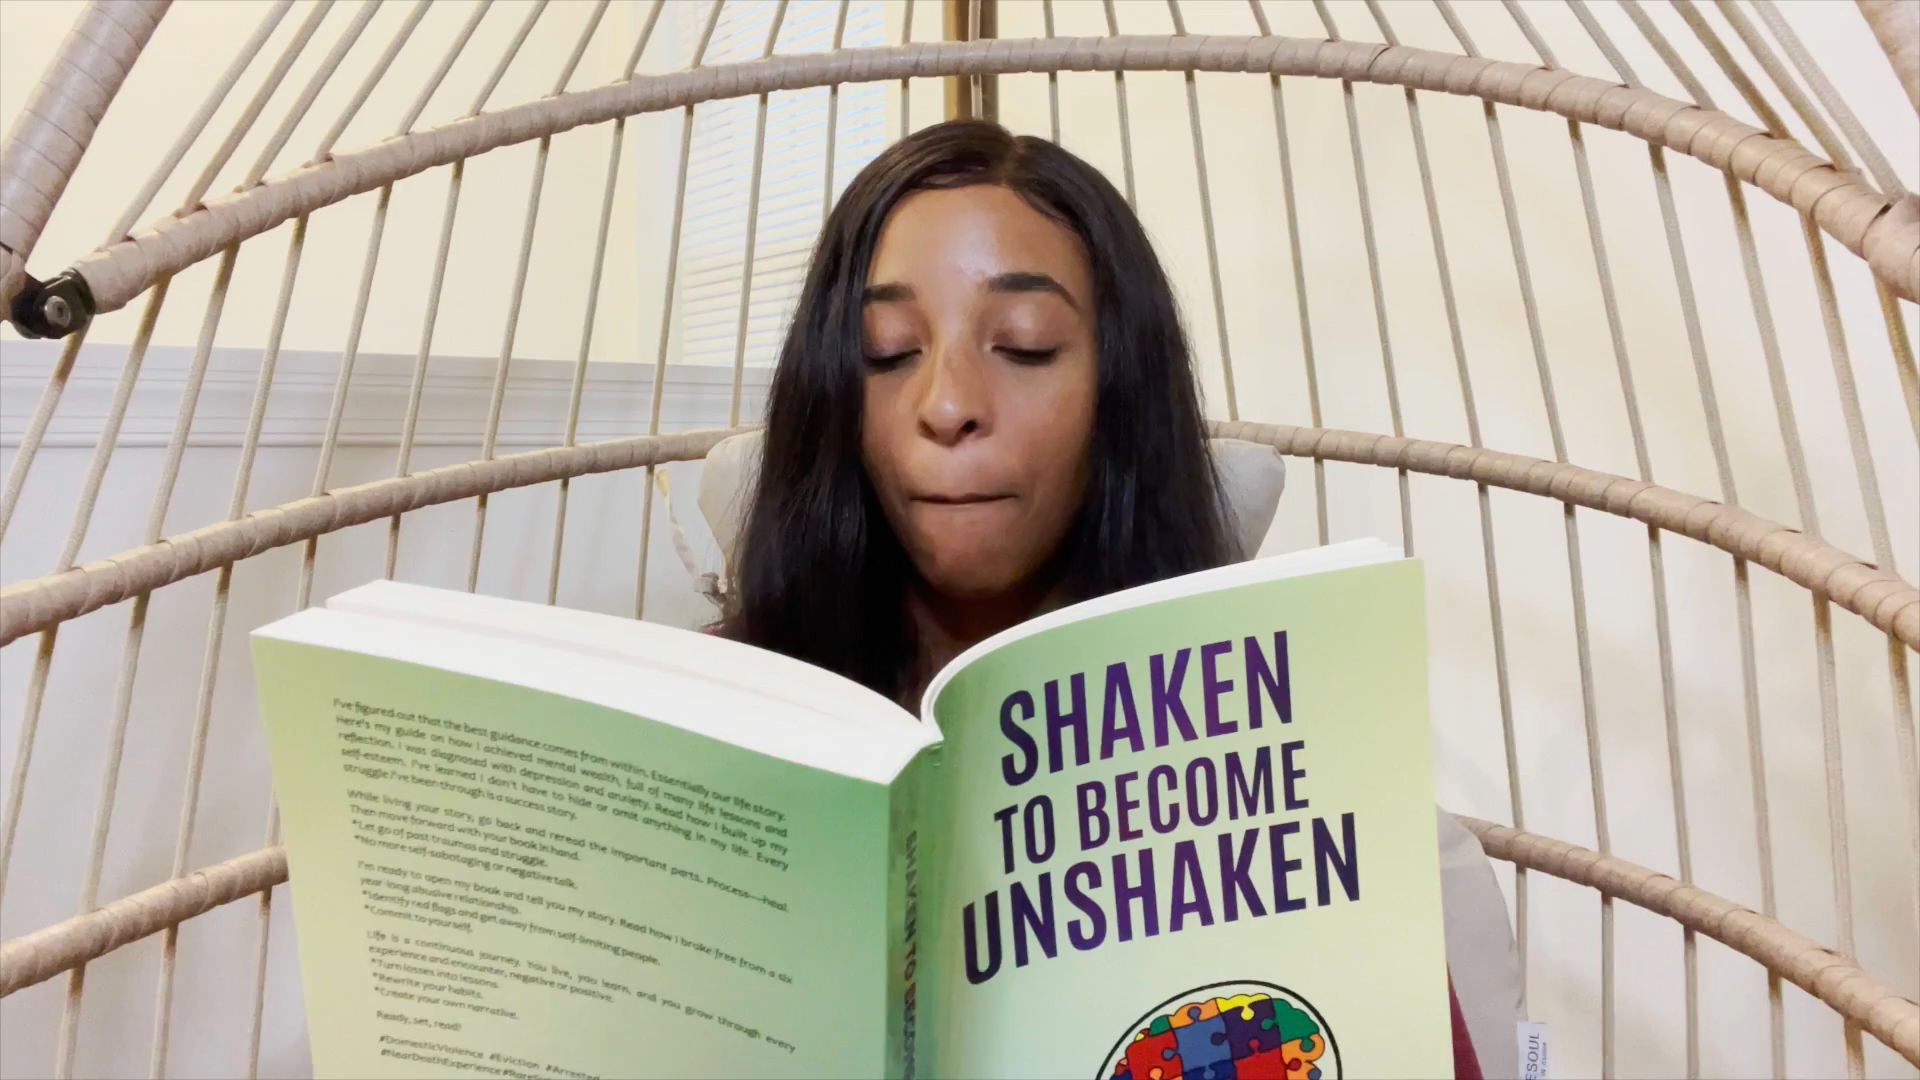 I've figured out that the best guidance comes from within. Essentially our life story.
Here's my guide on how I achieved mental wealth, full of many life lessons and
reflection. I was diagnosed with depression and anxiety. Read how I built up my
self-esteem. I've learned I don't have to hide or omit anything in my life. Every
struggle I've been through is a success story.
While living your story, go back and reread the important parts. Process---heal.
Then move forward with your book in hand.
*Let go of past traumas and struggle.
*No more self-sabotaging or negative talk.
I'm ready to open my book and tell you my story. Read how I broke free from a six
year-long abusive relationship.
*Identify red flags and get away from self-limiting people.
*Commit to yourself.
Life is a continuous journey. You live, you learn, and you grow through every
experience and encounter, negative or positive.
*Turn losses into lessons.
*Rewrite your habits.
*Create your own narrative.
Ready, set, read!
#DomesticViolence #Eviction #Arrested
#NearDeathExperience
SHAKEN TO
SHAKEN
TO BECOME
UNSHAKEN
ESOUL